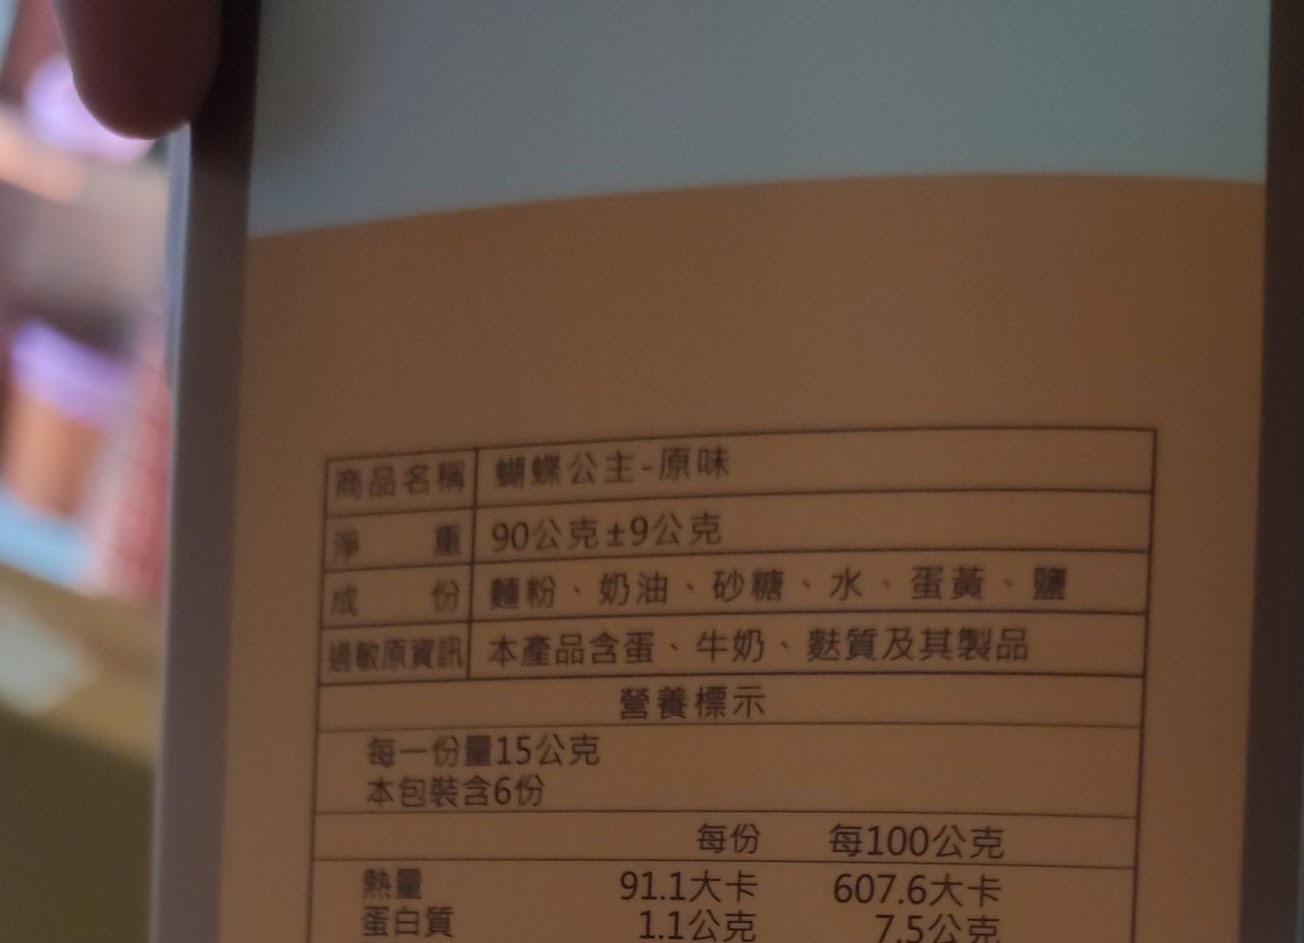 商品名稱 蝴蝶公主-原味
淨 重 90公克±9公克
成 份 麵粉、奶油、砂糖、水、蛋黃、鹽
過敏原資訊 本產品含蛋、牛奶、麩質及其製品
營養標示
每一份量15公克
本包裝含6份
每份 每100公克
熱量 91.1大卡 607.6大卡
蛋白質 1.1公克 7.5公克